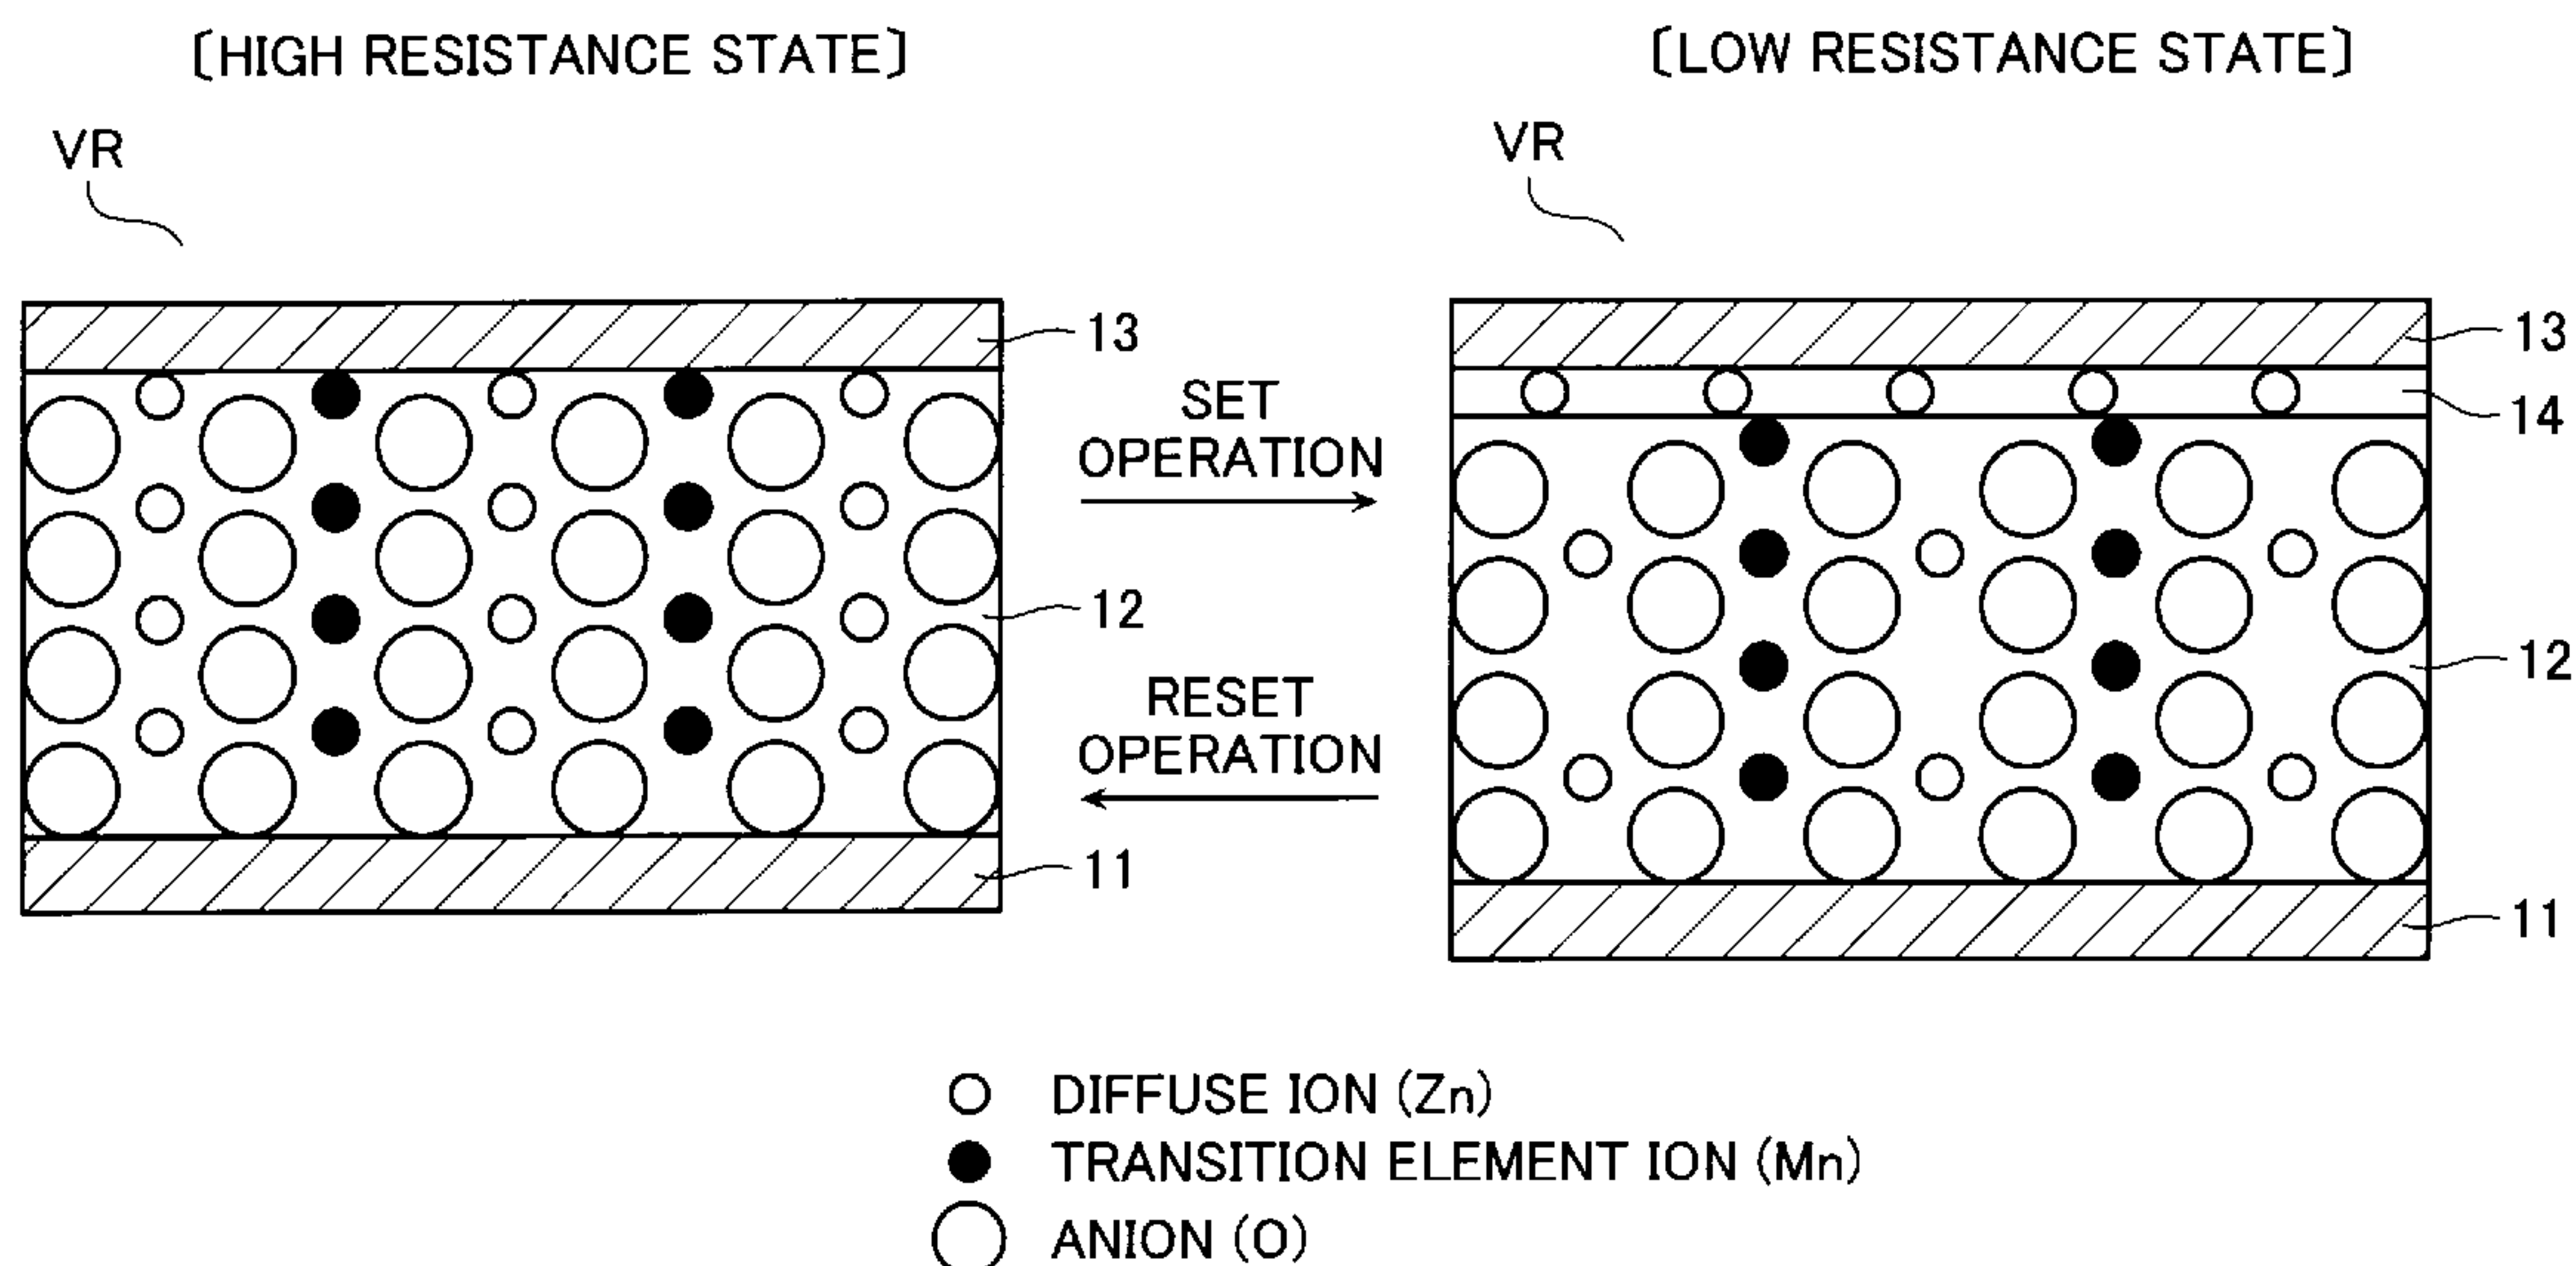 〔HIGH RESISTANCE STATE〕
〔LOW RESISTANCE STATE〕
VR
VR
13
13
14
SET
OPERATION
12
12
RESET
OPERATION
11
11
DIFFUSE ION (Zn)
TRANSITION ELEMENT ION (Mn)
ANION (O)